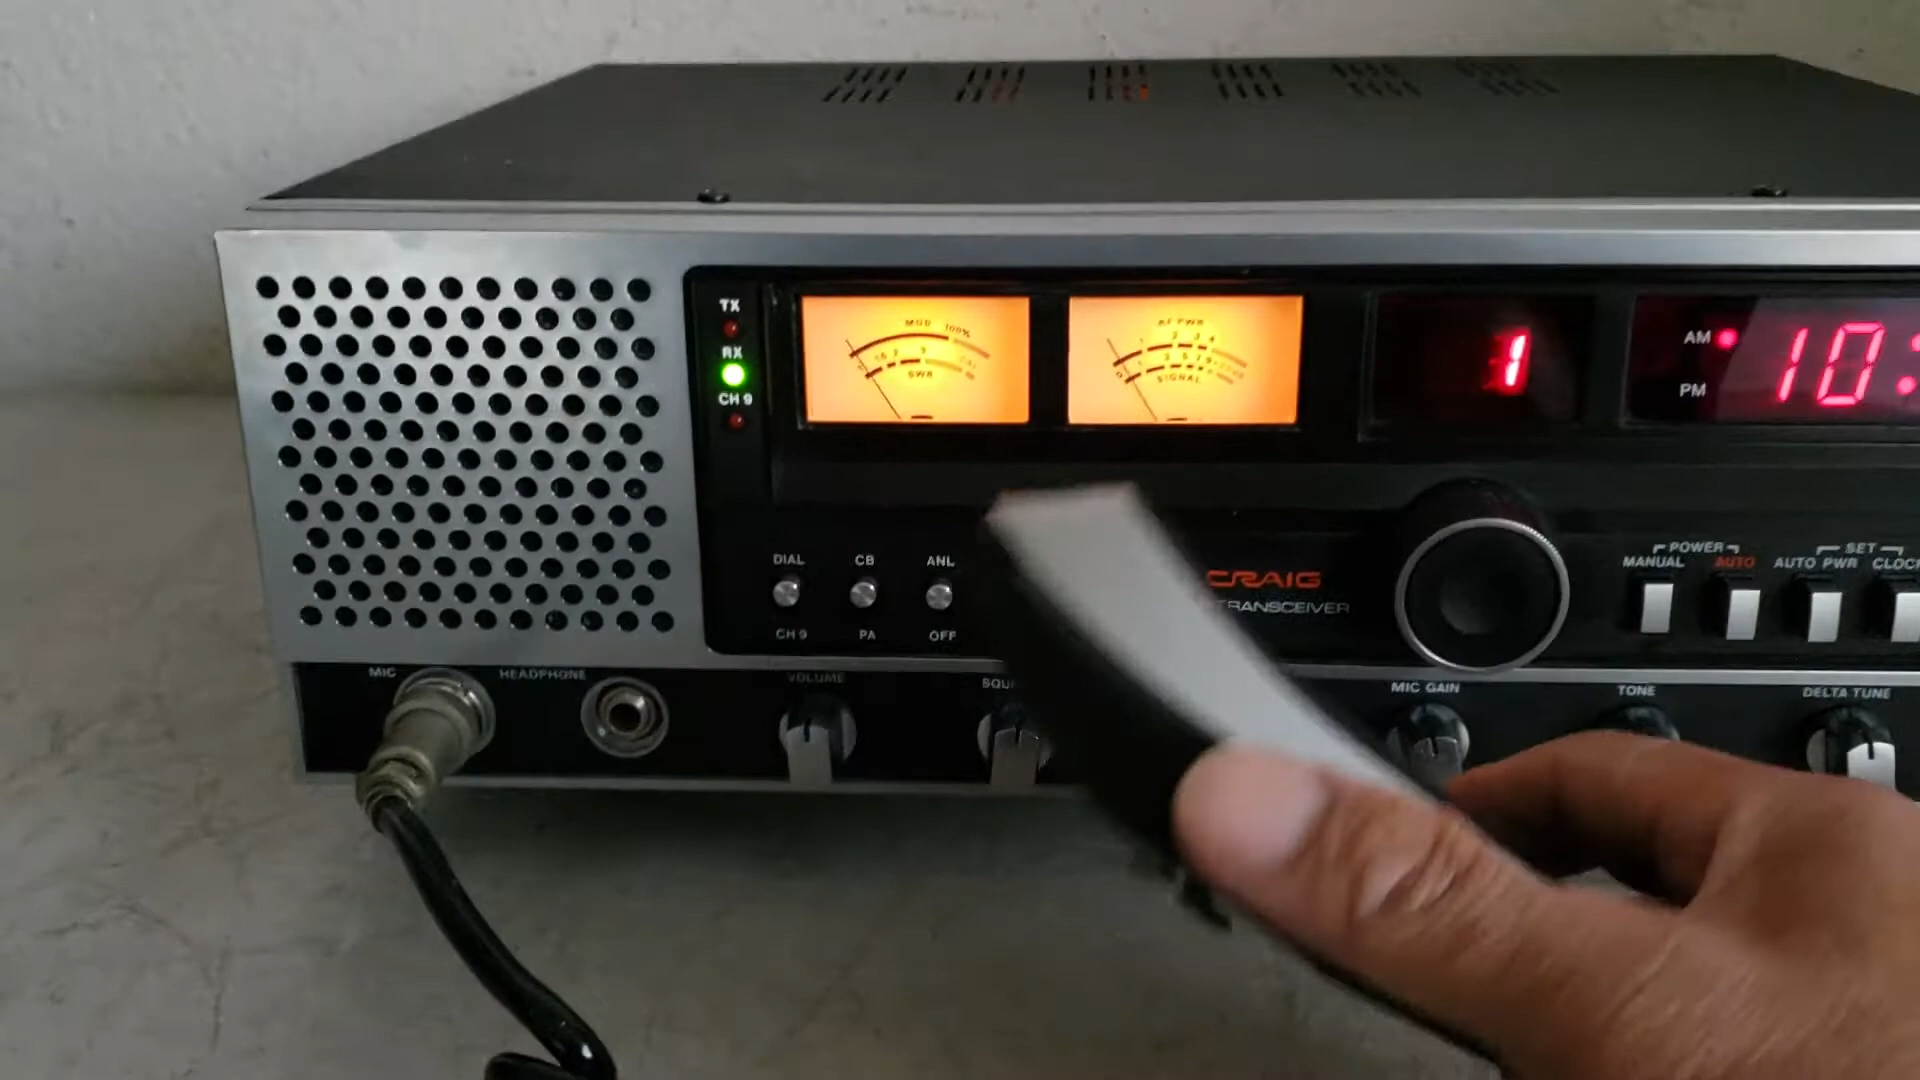 TX
RX
CH 9
MOD 100%
SWR
CAL
RF PWR
SIGNAL
1
AM
PM
10:
DIAL
CB
ANL
CH 9
PA
OFF
CRAIG
TRANSCEIVER
POWER
MANUAL
AUTO
SET
AUTO PWR
CLOCK
MIC
HEADPHONE
VOLUME
SQU
MIC GAIN
TONE
DELTA TUNE